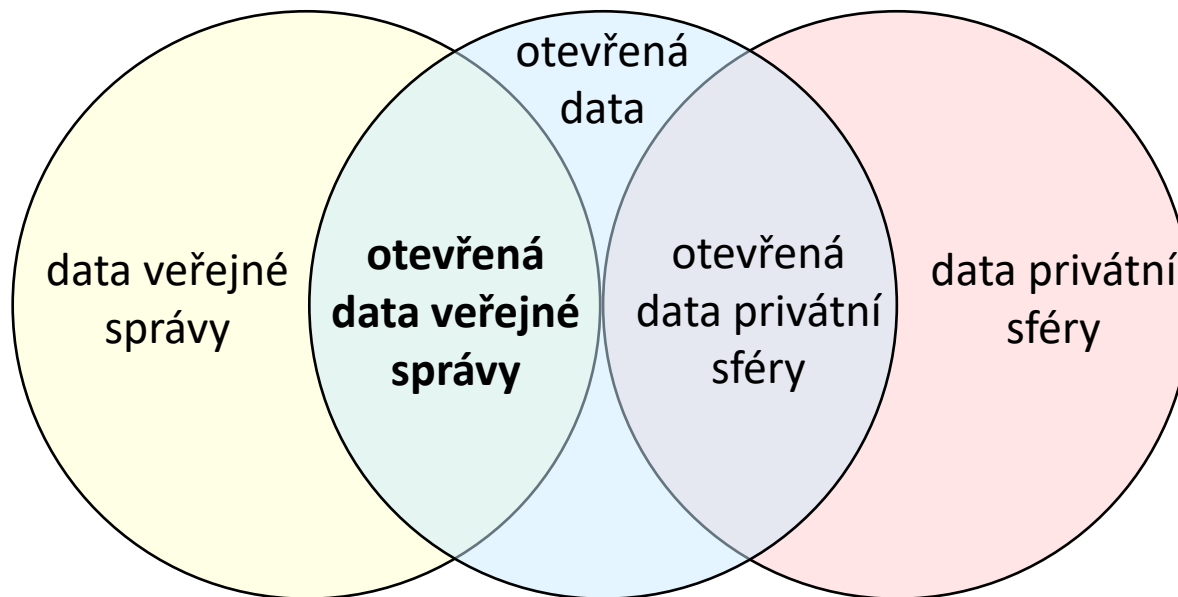 otevřená
data
data veřejné
správy
otevřená
data veřejné
správy
otevřená
data privátní
sféry
data privátní
sféry